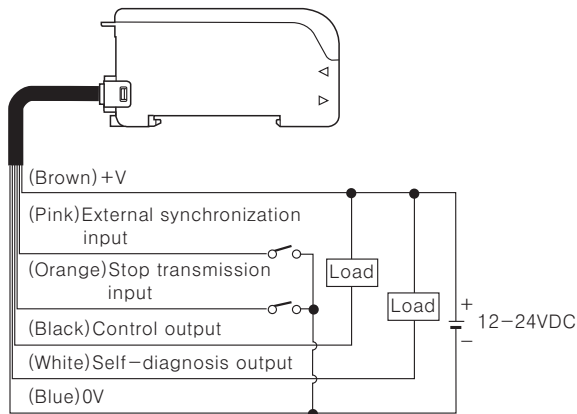 (Brown)+V
(Pink)External synchronization
input
(Orange)Stop transmission
input
Load
Load
+
12-24VDC
−
(Black)Control output
(White)Self-diagnosis output
(Blue)0V